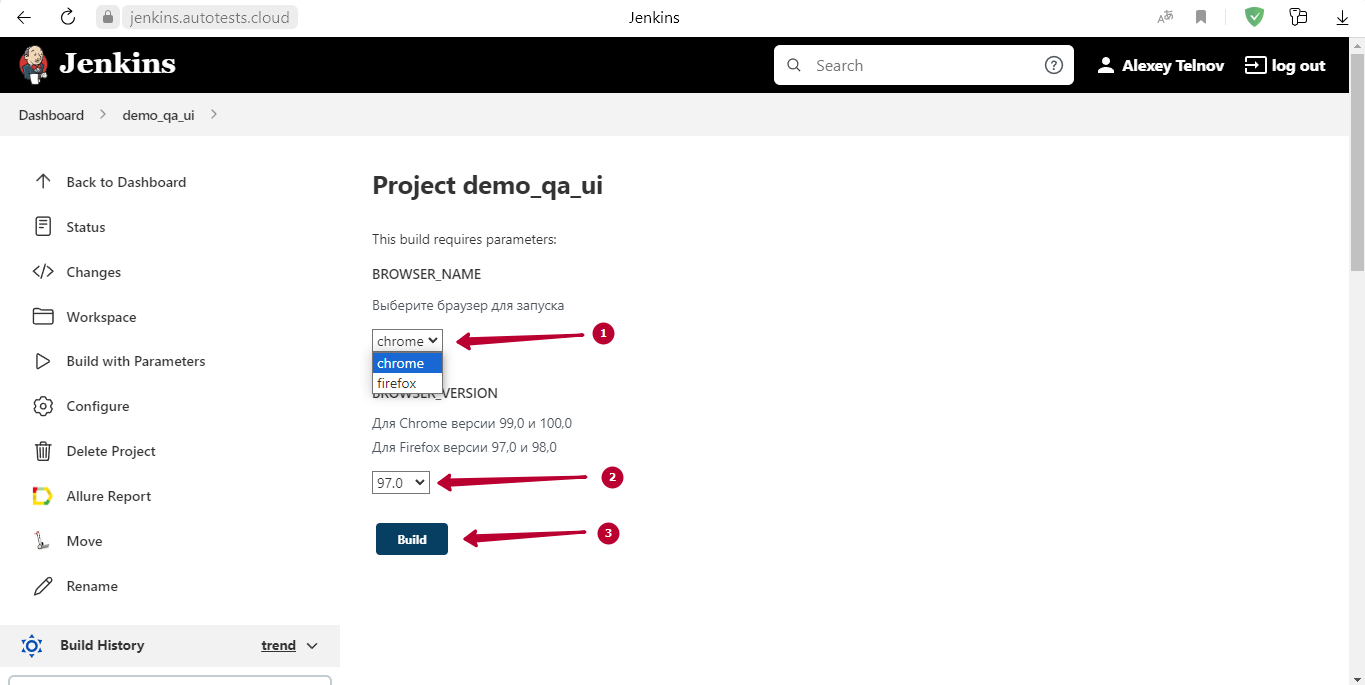 jenkins.autotests.cloud
Jenkins
Jenkins
Search
Alexey Telnov
log out
Dashboard
demo_qa_ui
Back to Dashboard
Status
Changes
Workspace
Build with Parameters
Configure
Delete Project
Allure Report
Move
Rename
Build History
trend
Project demo_qa_ui
This build requires parameters:
BROWSER_NAME
Выберите браузер для запуска
chrome
1
chrome
firefox
BROWSER_VERSION
Для Chrome версии 99,0 и 100,0
Для Firefox версии 97,0 и 98,0
97.0
2
Build
3